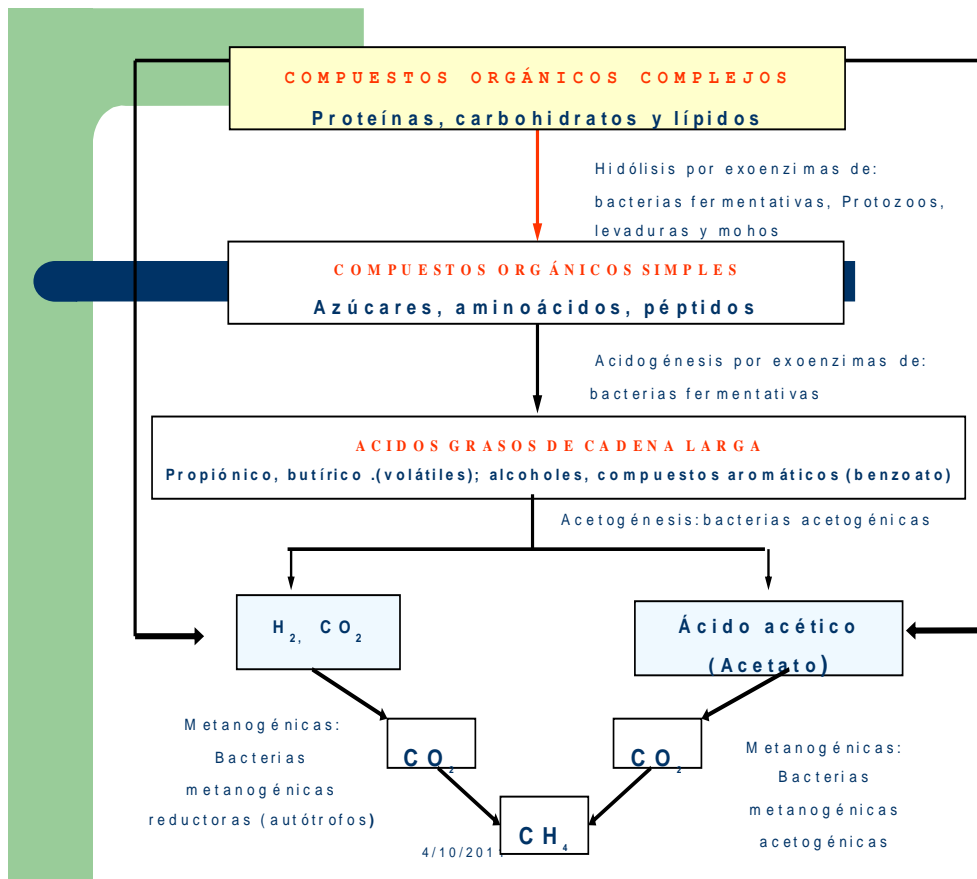 COMPUESTOS ORGÁNICOS COMPLEJOS
Proteínas, carbohidratos y lípidos
Hidólisis por exoenzimas de:
bacterias fermentativas, Protozoos,
levaduras y mohos
COMPUESTOS ORGÁNICOS SIMPLES
Azúcares, aminoácidos, péptidos
Acidogénesis por exoenzimas de:
bacterias fermentativas
ACIDOS GRASOS DE CADENA LARGA
Propiónico, butírico .(volátiles); alcoholes, compuestos aromáticos (benzoato)
Acetogénesis: bacterias acetogénicas
H₂, CO₂
Ácido acético
(Acetato)
Metanogénicas:
Bacterias
metanogénicas
reductoras (autótrofos)
CO₂
CO₂
Metanogénicas:
Bacterias
metanogénicas
acetogénicas
CH₄